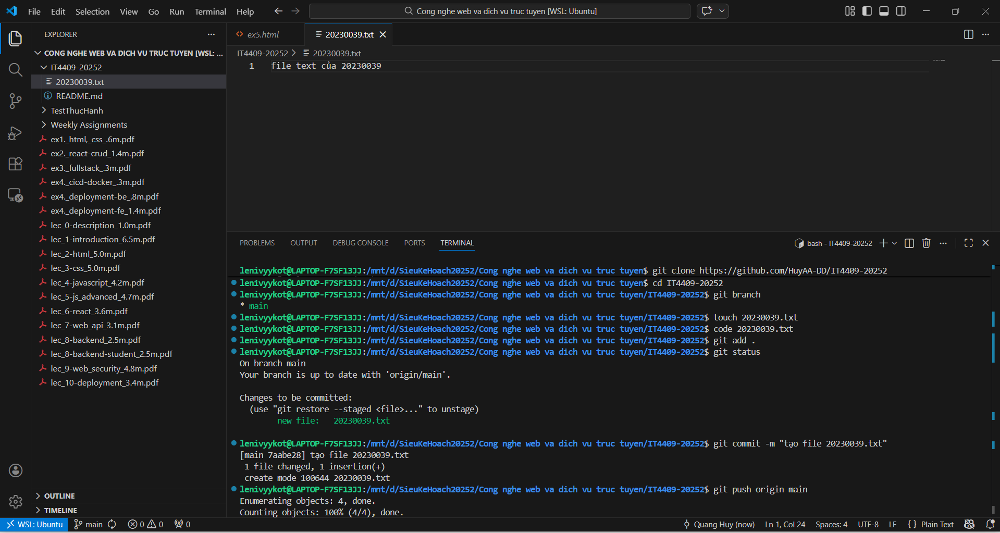 File Edit Selection View Go Run Terminal Help
Cong nghe web va dich vu truc tuyen [WSL: Ubuntu]
EXPLORER
CONG NGHE WEB VA DICH VU TRUC TUYEN [WSL: ...
IT4409-20252
20230039.txt
README.md
TestThucHanh
Weekly Assignments
ex1._html,_css_.6m.pdf
ex2._react-crud_1.4m.pdf
ex3._fullstack_.3m.pdf
ex4._cicd-docker_.3m.pdf
ex4._deployment-be_.8m.pdf
ex4._deployment-fe_1.4m.pdf
lec_0-description_1.0m.pdf
lec_1-introduction_6.5m.pdf
lec_2-html_5.0m.pdf
lec_3-css_5.0m.pdf
lec_4-javascript_4.2m.pdf
lec_5-js_advanced_4.7m.pdf
lec_6-react_3.6m.pdf
lec_7-web_api_3.1m.pdf
lec_8-backend_2.5m.pdf
lec_8-backend-student_2.5m.pdf
lec_9-web_security_4.8m.pdf
lec_10-deployment_3.4m.pdf
OUTLINE
TIMELINE
ex5.html 20230039.txt
IT4409-20252 > 20230039.txt
1 file text của 20230039
PROBLEMS OUTPUT DEBUG CONSOLE PORTS TERMINAL
bash - IT4409-20252
lenivyykot@LAPTOP-F7SF13JJ:/mnt/d/SieuKeHoach20252/Cong nghe web va dich vu truc tuyen$ git clone https://github.com/HuyAA-DD/IT4409-20252
lenivyykot@LAPTOP-F7SF13JJ:/mnt/d/SieuKeHoach20252/Cong nghe web va dich vu truc tuyen$ cd IT4409-20252
lenivyykot@LAPTOP-F7SF13JJ:/mnt/d/SieuKeHoach20252/Cong nghe web va dich vu truc tuyen/IT4409-20252$ git branch
* main
lenivyykot@LAPTOP-F7SF13JJ:/mnt/d/SieuKeHoach20252/Cong nghe web va dich vu truc tuyen/IT4409-20252$ touch 20230039.txt
lenivyykot@LAPTOP-F7SF13JJ:/mnt/d/SieuKeHoach20252/Cong nghe web va dich vu truc tuyen/IT4409-20252$ code 20230039.txt
lenivyykot@LAPTOP-F7SF13JJ:/mnt/d/SieuKeHoach20252/Cong nghe web va dich vu truc tuyen/IT4409-20252$ git add .
lenivyykot@LAPTOP-F7SF13JJ:/mnt/d/SieuKeHoach20252/Cong nghe web va dich vu truc tuyen/IT4409-20252$ git status
On branch main
Your branch is up to date with 'origin/main'.
Changes to be committed:
(use "git restore --staged <file>..." to unstage)
new file: 20230039.txt
lenivyykot@LAPTOP-F7SF13JJ:/mnt/d/SieuKeHoach20252/Cong nghe web va dich vu truc tuyen/IT4409-20252$ git commit -m "tạo file 20230039.txt"
[main 7aabe28] tạo file 20230039.txt
1 file changed, 1 insertion(+)
create mode 100644 20230039.txt
lenivyykot@LAPTOP-F7SF13JJ:/mnt/d/SieuKeHoach20252/Cong nghe web va dich vu truc tuyen/IT4409-20252$ git push origin main
Enumerating objects: 4, done.
Counting objects: 100% (4/4), done.
WSL: Ubuntu main 0 0 0 Quang Huy (now) Ln 1, Col 24 Spaces: 4 UTF-8 LF {} Plain Text